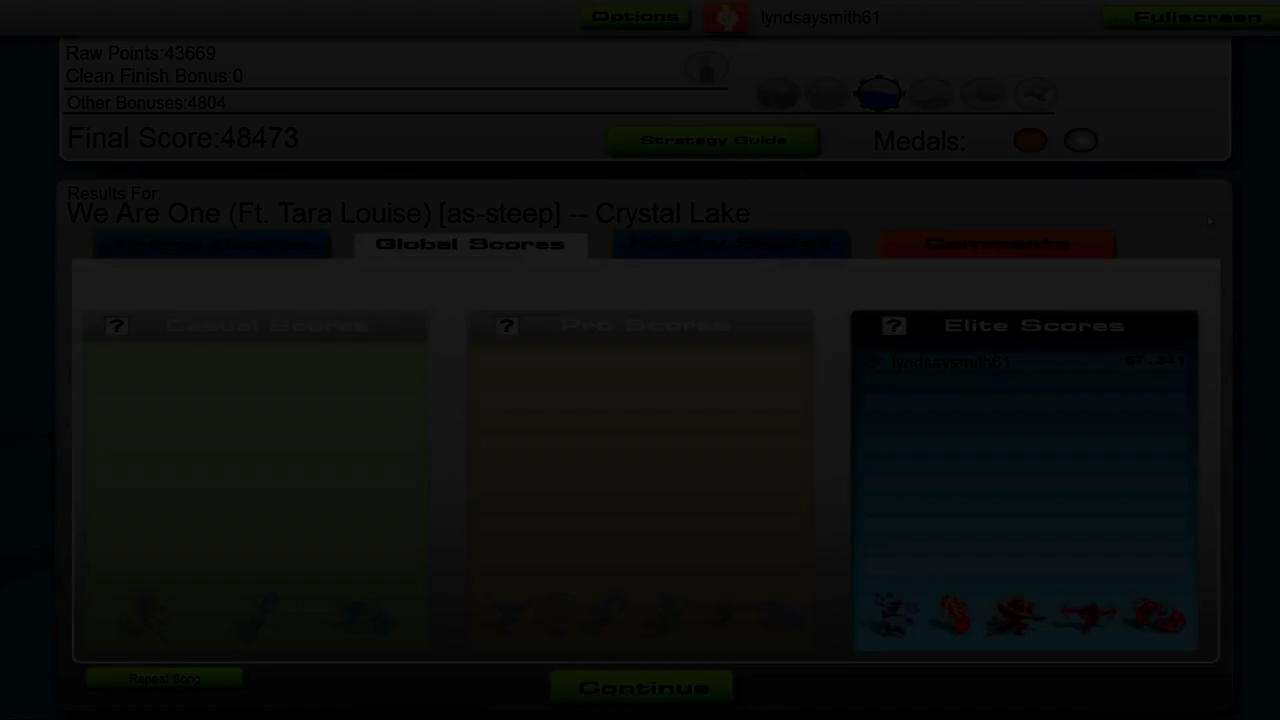 Options
lyndsaysmith61
Fullscreen
Raw Points:43669
Clean Finish Bonus:0
Other Bonuses:4804
Final Score:48473
Strategy Guide
Medals:
Results For:
We Are One (Ft. Tara Louise) [as-steep] -- Crystal Lake
Global Scores
Comments
? Casual Scores
? Pro Scores
? Elite Scores
lyndsaysmith61
Repeat Song
Continue